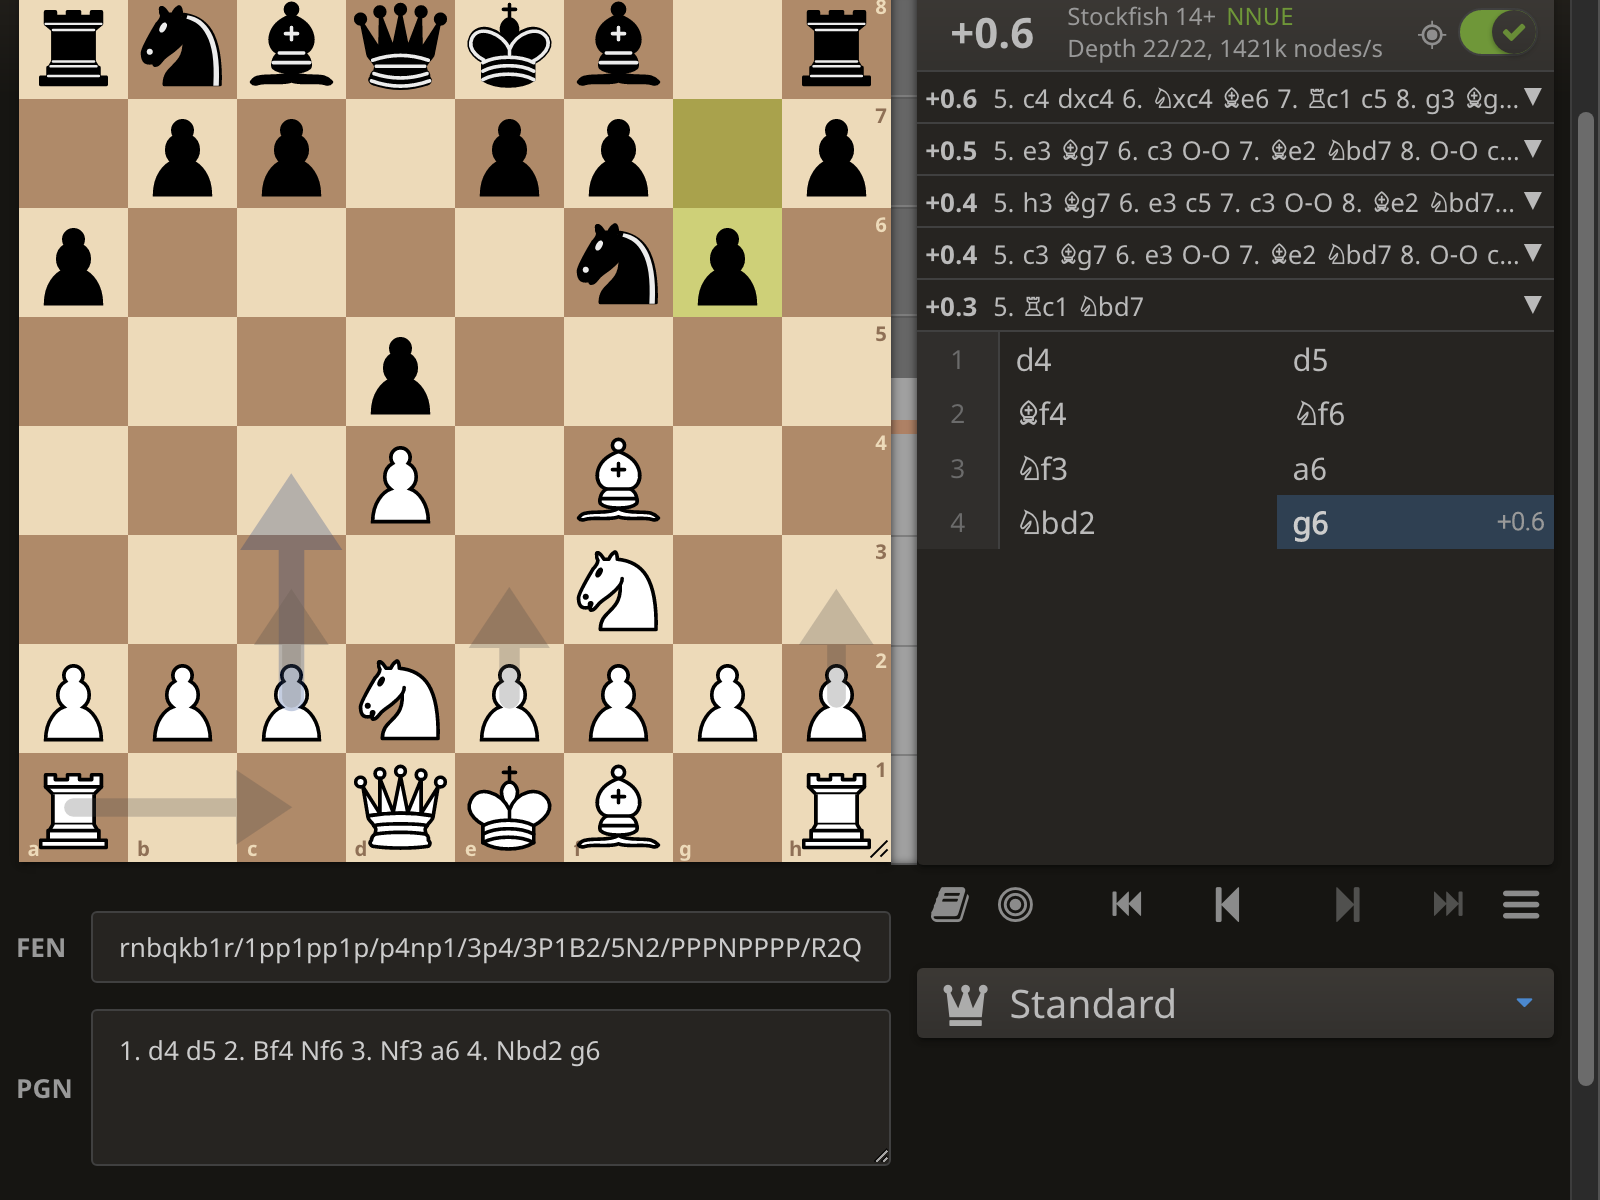 8
7
6
5
4
3
2
1
a b c d e f g h
+0.6
Stockfish 14+ NNUE
Depth 22/22, 1421k nodes/s
+0.6 5. c4 dxc4 6. ♘xc4 ♗e6 7. ♖c1 c5 8. g3 ♗g...
+0.5 5. e3 ♗g7 6. c3 O-O 7. ♗e2 ♘bd7 8. O-O c...
+0.4 5. h3 ♗g7 6. e3 c5 7. c3 O-O 8. ♗e2 ♘bd7...
+0.4 5. c3 ♗g7 6. e3 O-O 7. ♗e2 ♘bd7 8. O-O c...
+0.3 5. ♖c1 ♘bd7
1 d4 d5
2 ♗f4 ♘f6
3 ♘f3 a6
4 ♘bd2 g6 +0.6
FEN rnbqkb1r/1pp1pp1p/p4np1/3p4/3P1B2/5N2/PPPNPPPP/R2Q
PGN 1. d4 d5 2. Bf4 Nf6 3. Nf3 a6 4. Nbd2 g6
Standard